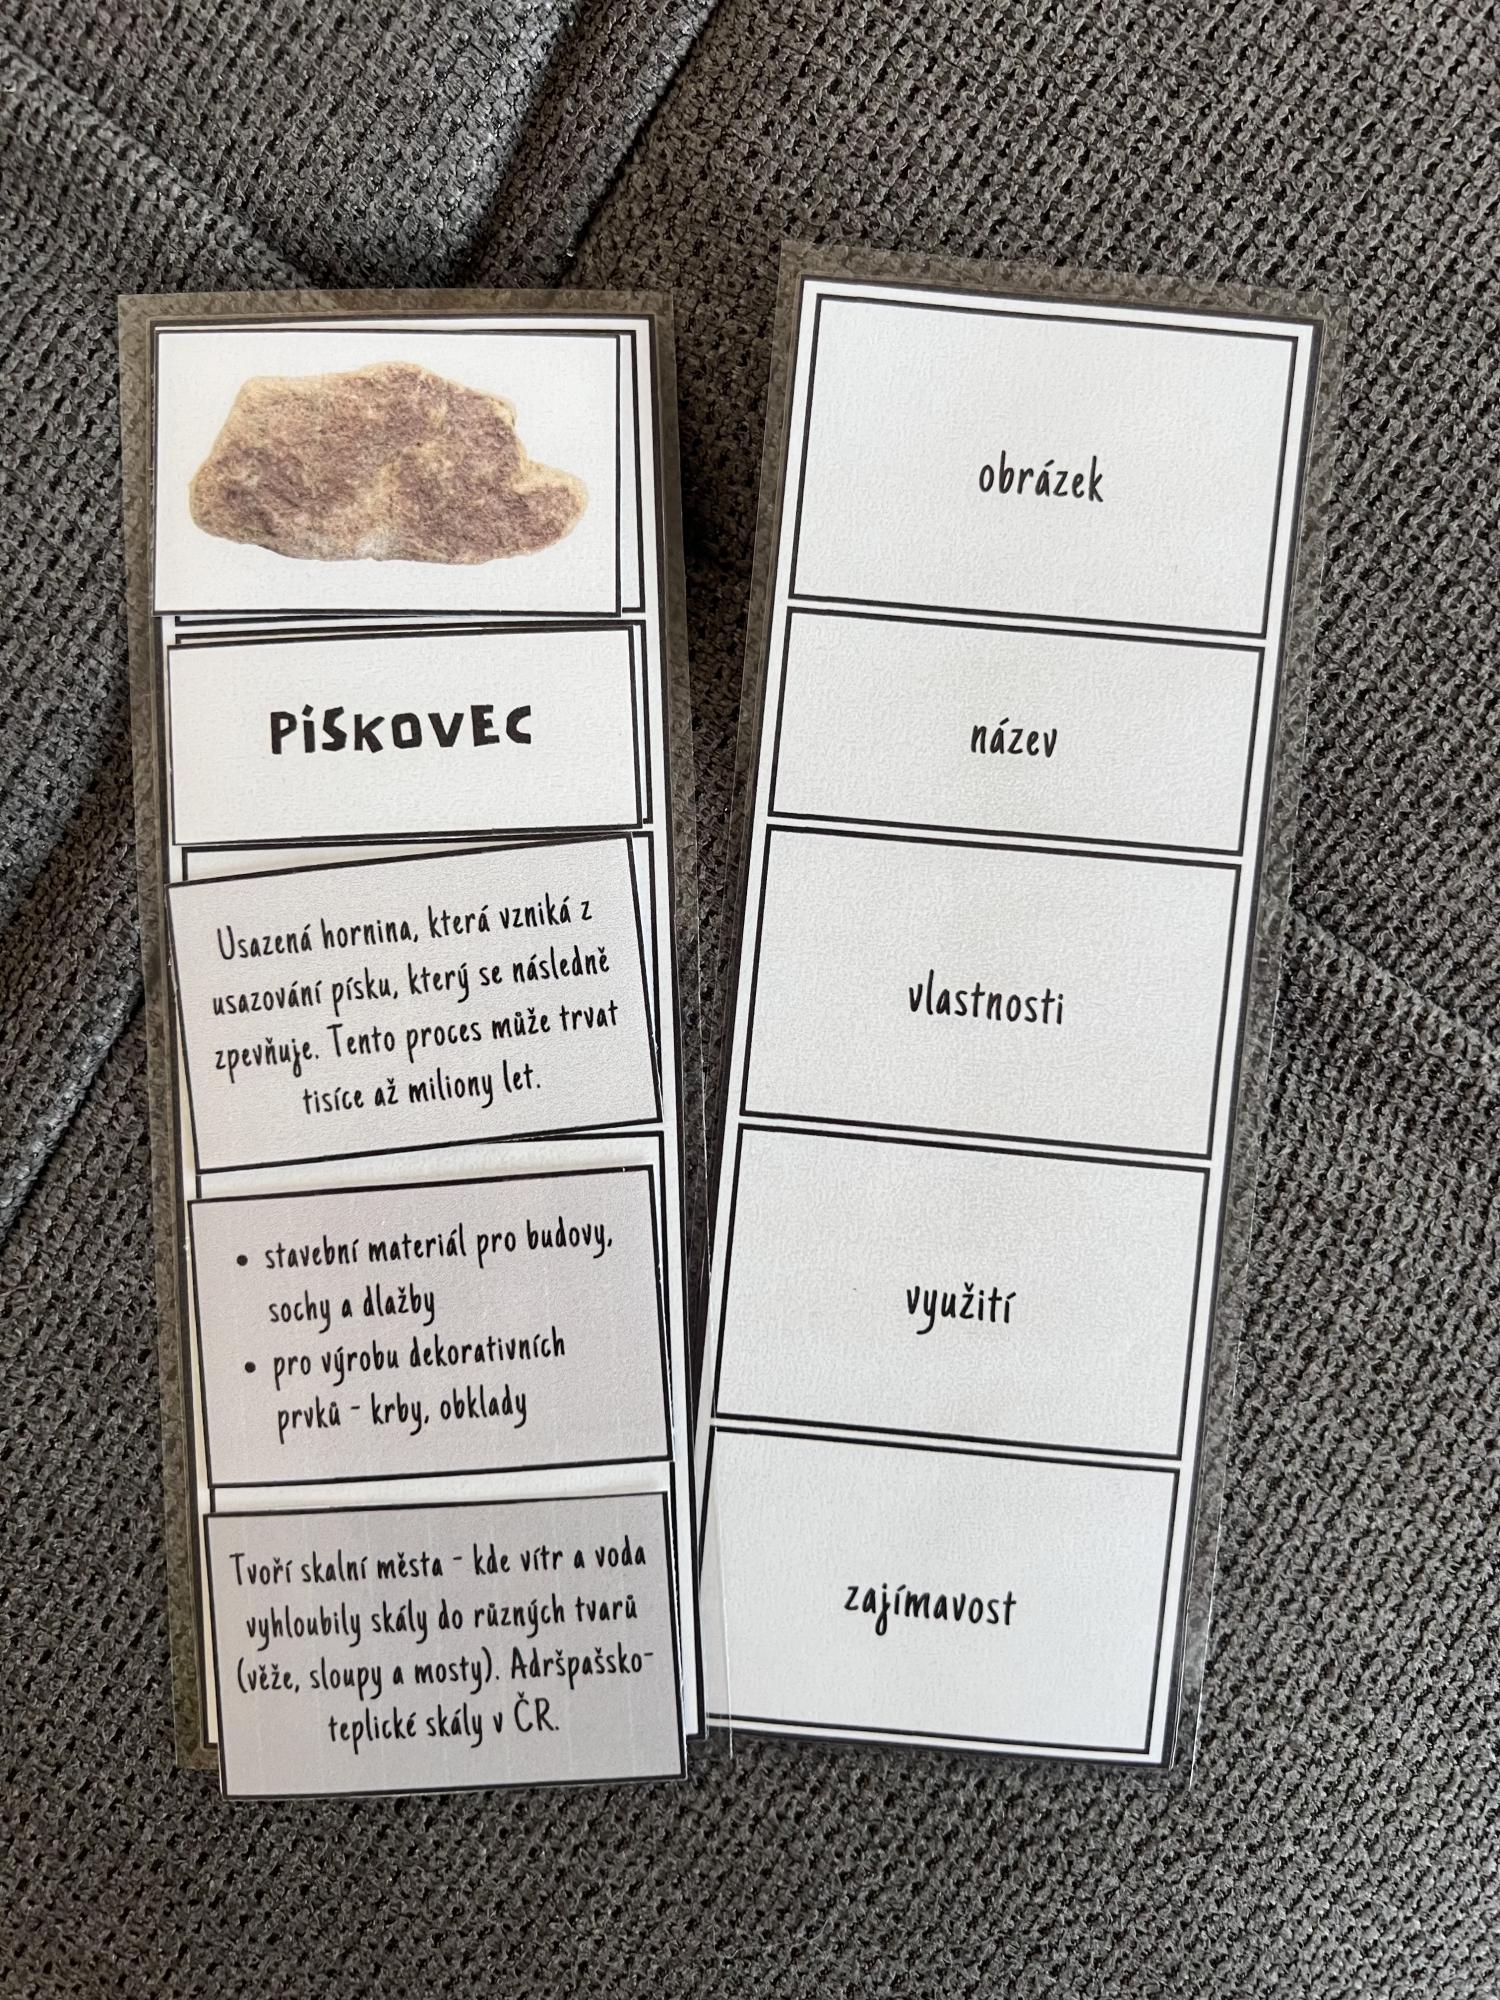 PÍSKOVEC
Usazená hornina, která vzniká z
usazování písku, který se následně
zpevňuje. Tento proces může trvat
tisíce až miliony let.
• stavební materiál pro budovy,
sochy a dlažby
• pro výrobu dekorativních
prvků - krby, obklady
Tvoří skalní města - kde vítr a voda
vyhloubily skály do různých tvarů
(věže, sloupy a mosty). Adršpašsko-
teplické skály v ČR.
obrázek
název
vlastnosti
využití
zajímavost